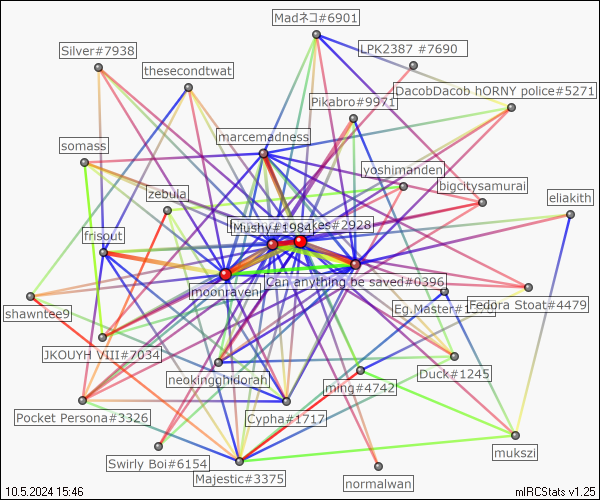 Madネコ#6901
LPK2387 #7690
Silver#7938
thesecondtwat
DacobDacob hORNY police#5271
Pikabro#9971
marcemadness
somass
yoshimanden
bigcitysamurai
zebula
eliakith
Mushy#1984
kes#2928
frisout
Can anything be saved#0396
moonraven
Eg.Master#1
Fedora Stoat#4479
shawntee9
JKOUYH VIII#7034
neokingghidorah
ming#4742
Duck#1245
Pocket Persona#3326
Cypha#1717
mukszi
Swirly Boi#6154
Majestic#3375
normalwan
10.5.2024 15:46
mIRCStats v1.25